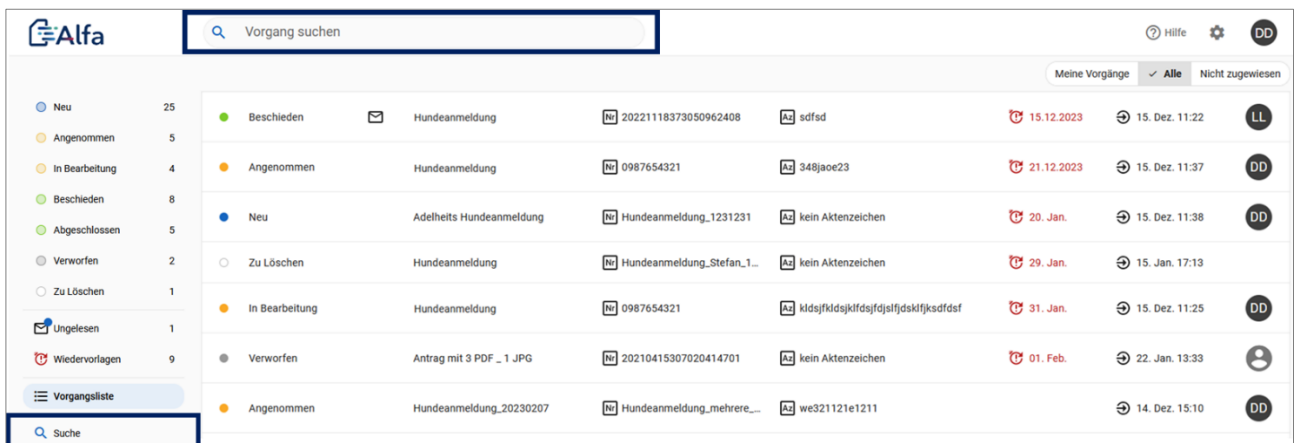 Alfa
Vorgang suchen
Hilfe
DD
Meine Vorgänge Alle Nicht zugewiesen
Neu 25
Angenommen 5
In Bearbeitung 4
Beschieden 8
Abgeschlossen 5
Verworfen 2
Zu Löschen 1
Ungelesen 1
Wiedervorlagen 9
Vorgangsliste
Suche
Beschieden Hundeanmeldung Nr 20221118373050962408 Az sdfsd 15.12.2023 15. Dez. 11:22 LL
Angenommen Hundeanmeldung Nr 0987654321 Az 348jaoe23 21.12.2023 15. Dez. 11:37 DD
Neu Adelheits Hundeanmeldung Nr Hundeanmeldung_1231231 Az kein Aktenzeichen 20. Jan. 15. Dez. 11:38 DD
Zu Löschen Hundeanmeldung Nr Hundeanmeldung_Stefan_1... Az kein Aktenzeichen 29. Jan. 15. Jan. 17:13
In Bearbeitung Hundeanmeldung Nr 0987654321 Az kldsjfkldsjklfdsjfdjslfjdsklfjksdfdsf 31. Jan. 15. Dez. 11:25 DD
Verworfen Antrag mit 3 PDF _ 1 JPG Nr 20210415307020414701 Az kein Aktenzeichen 01. Feb. 22. Jan. 13:33
Angenommen Hundeanmeldung_20230207 Nr Hundeanmeldung_mehrere_... Az we321121e1211 14. Dez. 15:10 DD